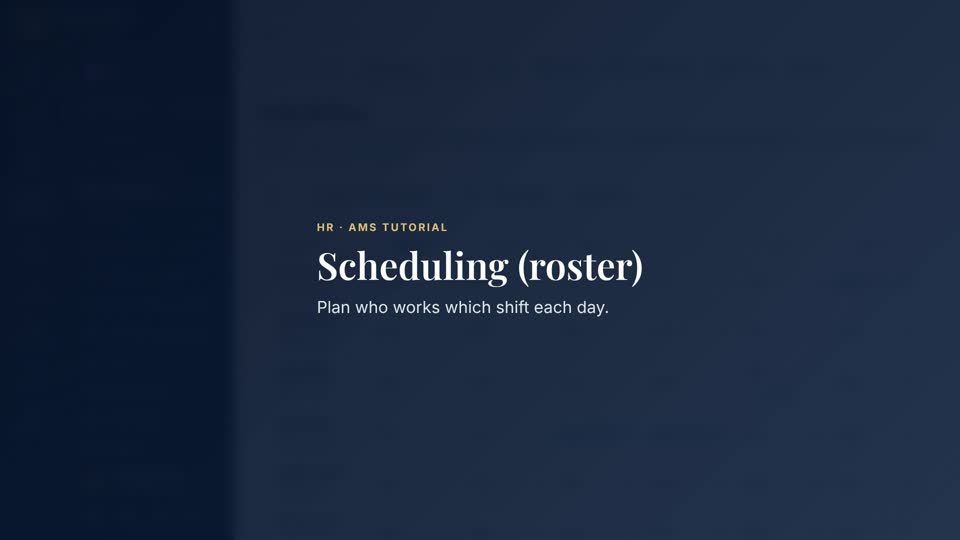 HR · AMS TUTORIAL
Scheduling (roster)
Plan who works which shift each day.